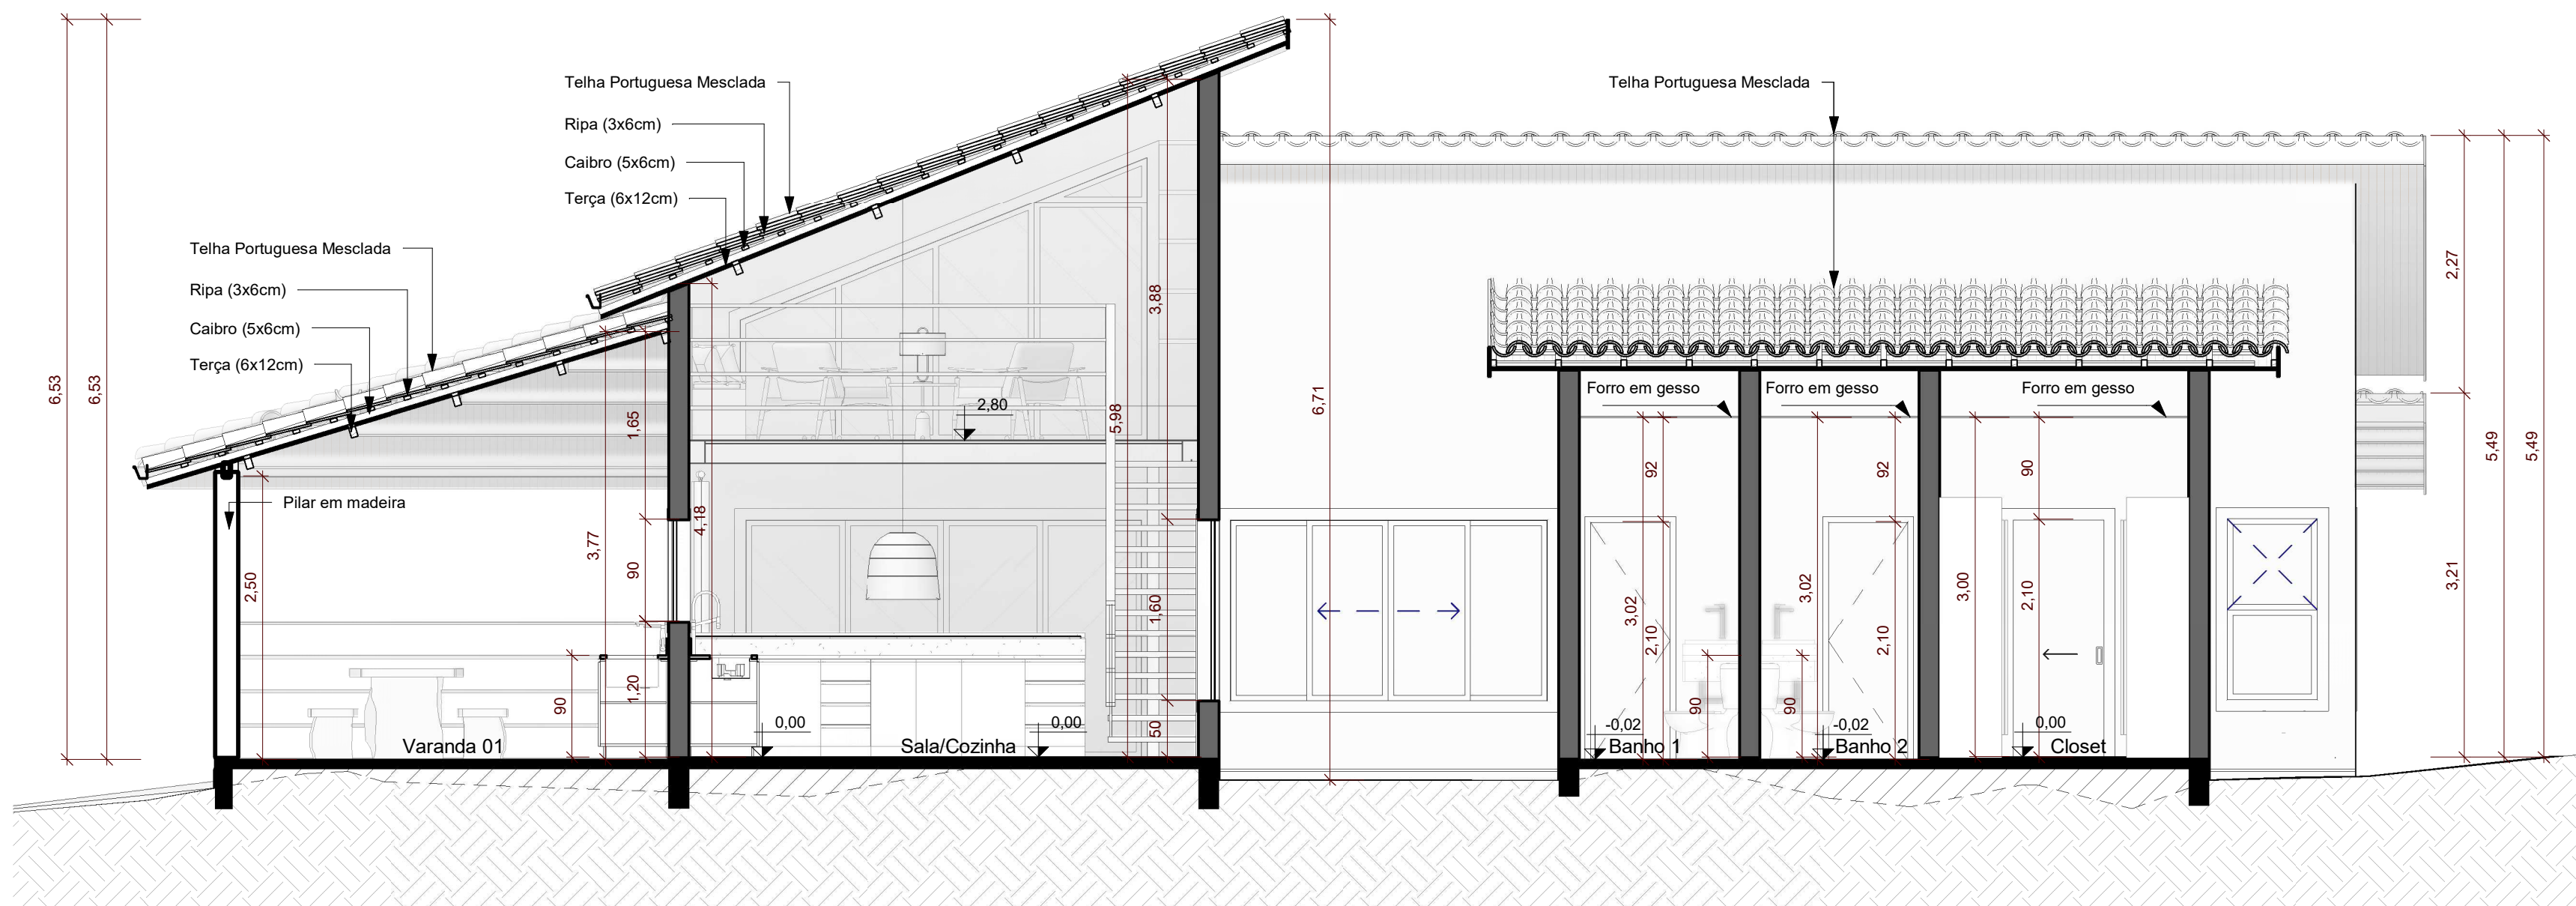 Telha Portuguesa Mesclada
Ripa (3x6cm)
Caibro (5x6cm)
Terça (6x12cm)
Telha Portuguesa Mesclada
Telha Portuguesa Mesclada
Ripa (3x6cm)
Caibro (5x6cm)
Terça (6x12cm)
Pilar em madeira
Forro em gesso
Forro em gesso
Forro em gesso
6,53
6,53
2,50
90
3,77
1,65
90
1,20
4,18
2,80
5,98
3,88
1,60
50
6,71
0,00
0,00
Varanda 01
Sala/Cozinha
92
3,02
2,10
90
-0,02
Banho 1
92
3,02
2,10
90
-0,02
Banho 2
90
3,00
2,10
0,00
Closet
2,27
3,21
5,49
5,49